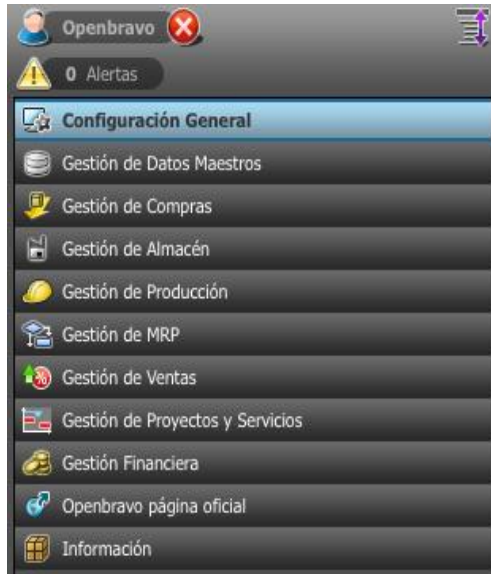 Openbravo
0 Alertas
Configuración General
Gestión de Datos Maestros
Gestión de Compras
Gestión de Almacén
Gestión de Producción
Gestión de MRP
Gestión de Ventas
Gestión de Proyectos y Servicios
Gestión Financiera
Openbravo página oficial
Información